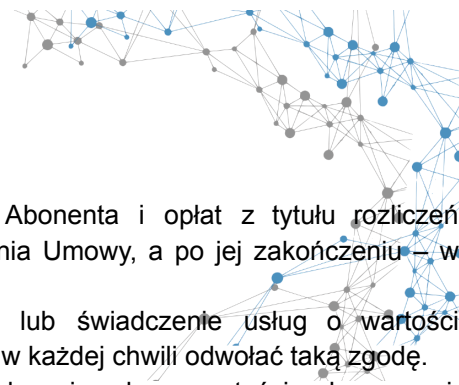 Abonenta i opłat z tytułu rozliczeń
nia Umowy, a po jej zakończeniu – w
lub świadczenie usług o wartości
w każdej chwili odwołać taką zgodę.